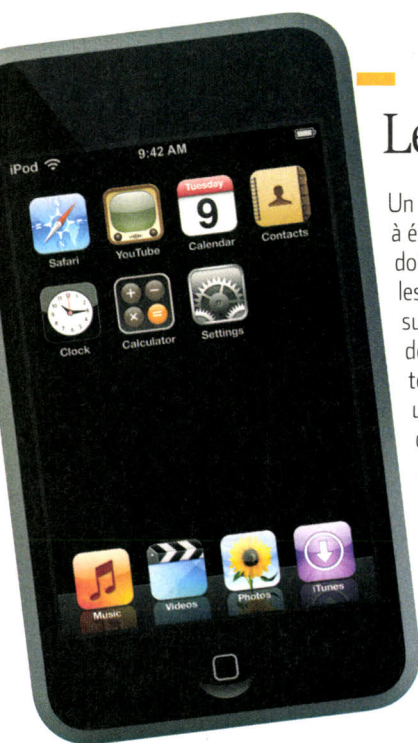 iPod 9:42 AM
Tuesday
9
Safari YouTube Calendar Contacts
Clock Calculator Settings
Music Videos Photos iTunes
Le
Un
à é
do
les
su
de
te
u